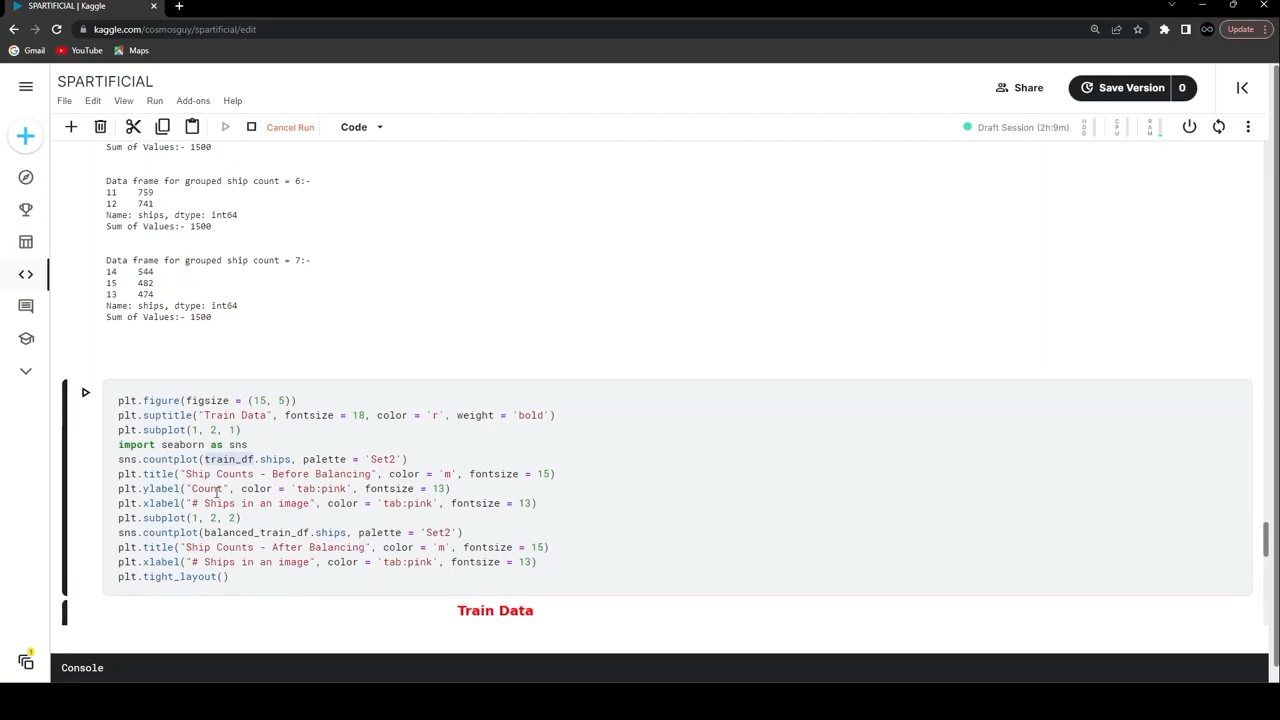 SPARTIFICIAL | Kaggle
kaggle.com/cosmosguy/spartificial/edit
Update
Gmail
YouTube
Maps
SPARTIFICIAL
File Edit View Run Add-ons Help
Share
Save Version 0
Cancel Run
Code
Draft Session (2h:9m)
HDD
CPU
RAM
Sum of Values:- 1500
Data frame for grouped ship count = 6:-
11 759
12 741
Name: ships, dtype: int64
Sum of Values:- 1500
Data frame for grouped ship count = 7:-
14 544
15 482
13 474
Name: ships, dtype: int64
Sum of Values:- 1500
plt.figure(figsize = (15, 5))
plt.suptitle("Train Data", fontsize = 18, color = 'r', weight = 'bold')
plt.subplot(1, 2, 1)
import seaborn as sns
sns.countplot(train_df.ships, palette = 'Set2')
plt.title("Ship Counts - Before Balancing", color = 'm', fontsize = 15)
plt.ylabel("Count", color = 'tab:pink', fontsize = 13)
plt.xlabel("# Ships in an image", color = 'tab:pink', fontsize = 13)
plt.subplot(1, 2, 2)
sns.countplot(balanced_train_df.ships, palette = 'Set2')
plt.title("Ship Counts - After Balancing", color = 'm', fontsize = 15)
plt.xlabel("# Ships in an image", color = 'tab:pink', fontsize = 13)
plt.tight_layout()
Train Data
1
Console